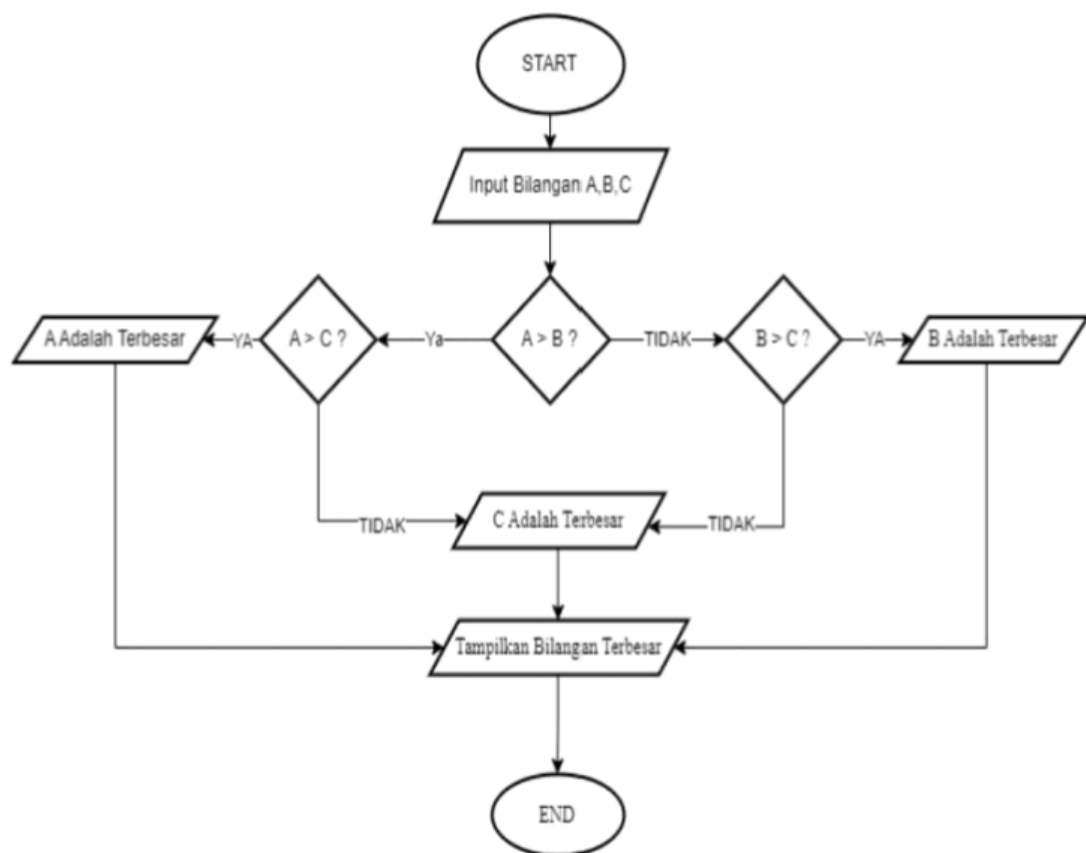 START
Input Bilangan A,B,C
A Adalah Terbesar
YA
A > C ?
Ya
A > B ?
TIDAK
B > C ?
YA
B Adalah Terbesar
TIDAK
C Adalah Terbesar
TIDAK
Tampilkan Bilangan Terbesar
END